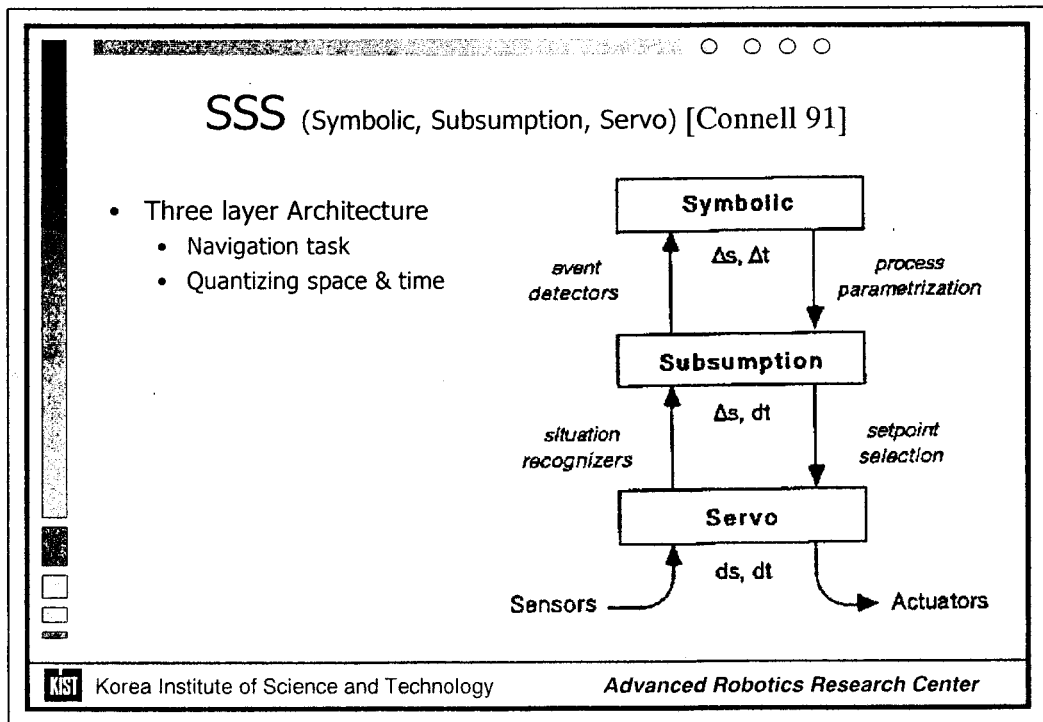 SSS (Symbolic, Subsumption, Servo) [Connell 91]
• Three layer Architecture
• Navigation task
• Quantizing space & time
Symbolic
Δs, Δt
event
detectors
process
parametrization
Subsumption
Δs, dt
situation
recognizers
setpoint
selection
Servo
ds, dt
Sensors
Actuators
KIST Korea Institute of Science and Technology
Advanced Robotics Research Center